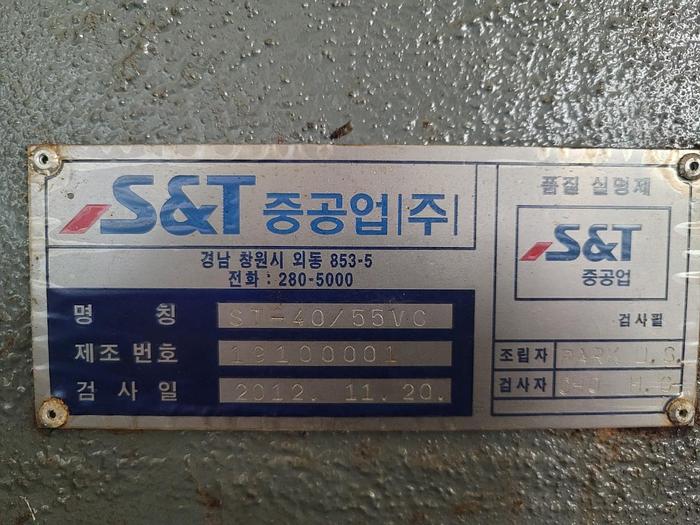 S&T 중공업(주)
경남 창원시 외동 853-5
전화 : 280-5000
명 칭 ST-40/55VC
제조번호 19100001
검사일 2012. 11. 20.
품질 실명제
S&T
중공업
검사필
조립자 PARK
검사자